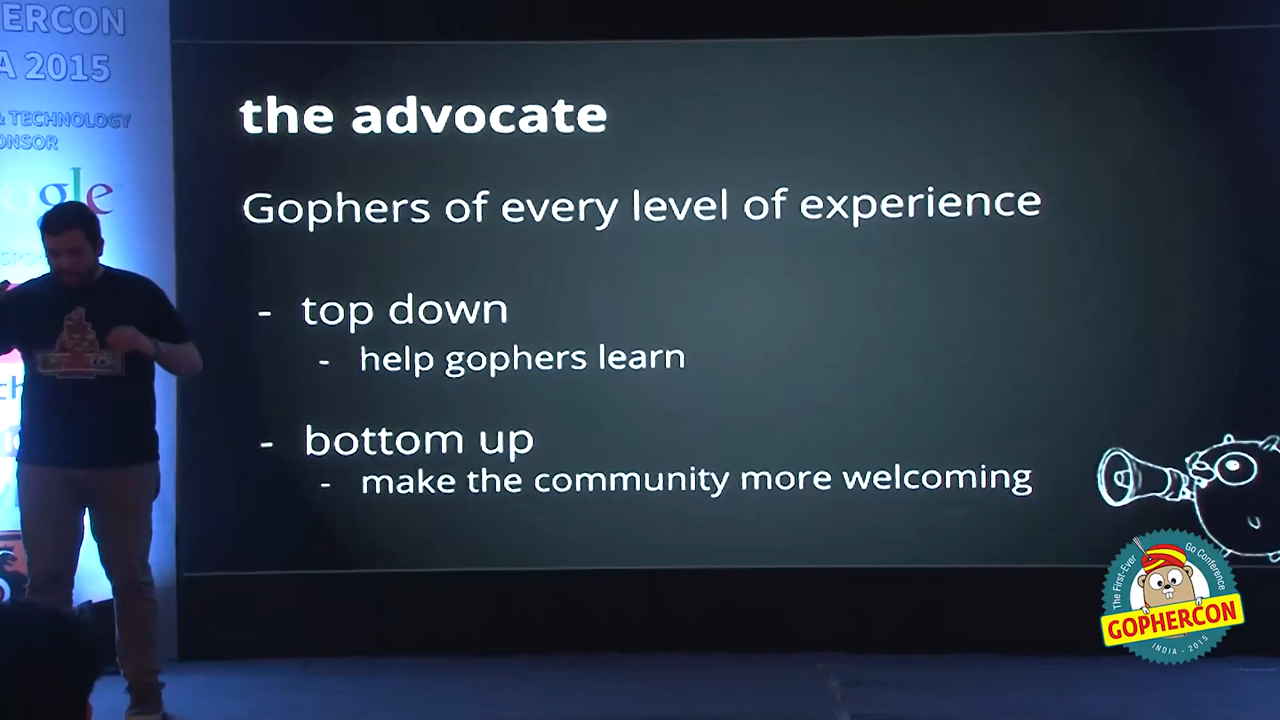 ERCON
A 2015
& TECHNOLOGY
ONSOR
ogle
the advocate
Gophers of every level of experience
- top down
- help gophers learn
- bottom up
- make the community more welcoming
The First-Ever
Go Conference
GOPHERCON
INDIA - 2015